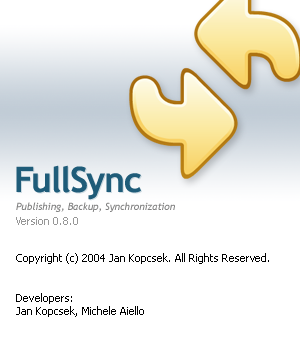 FullSync
Publishing, Backup, Synchronization
Version 0.8.0
Copyright (c) 2004 Jan Kopcsek. All Rights Reserved.
Developers:
Jan Kopcsek, Michele Aiello